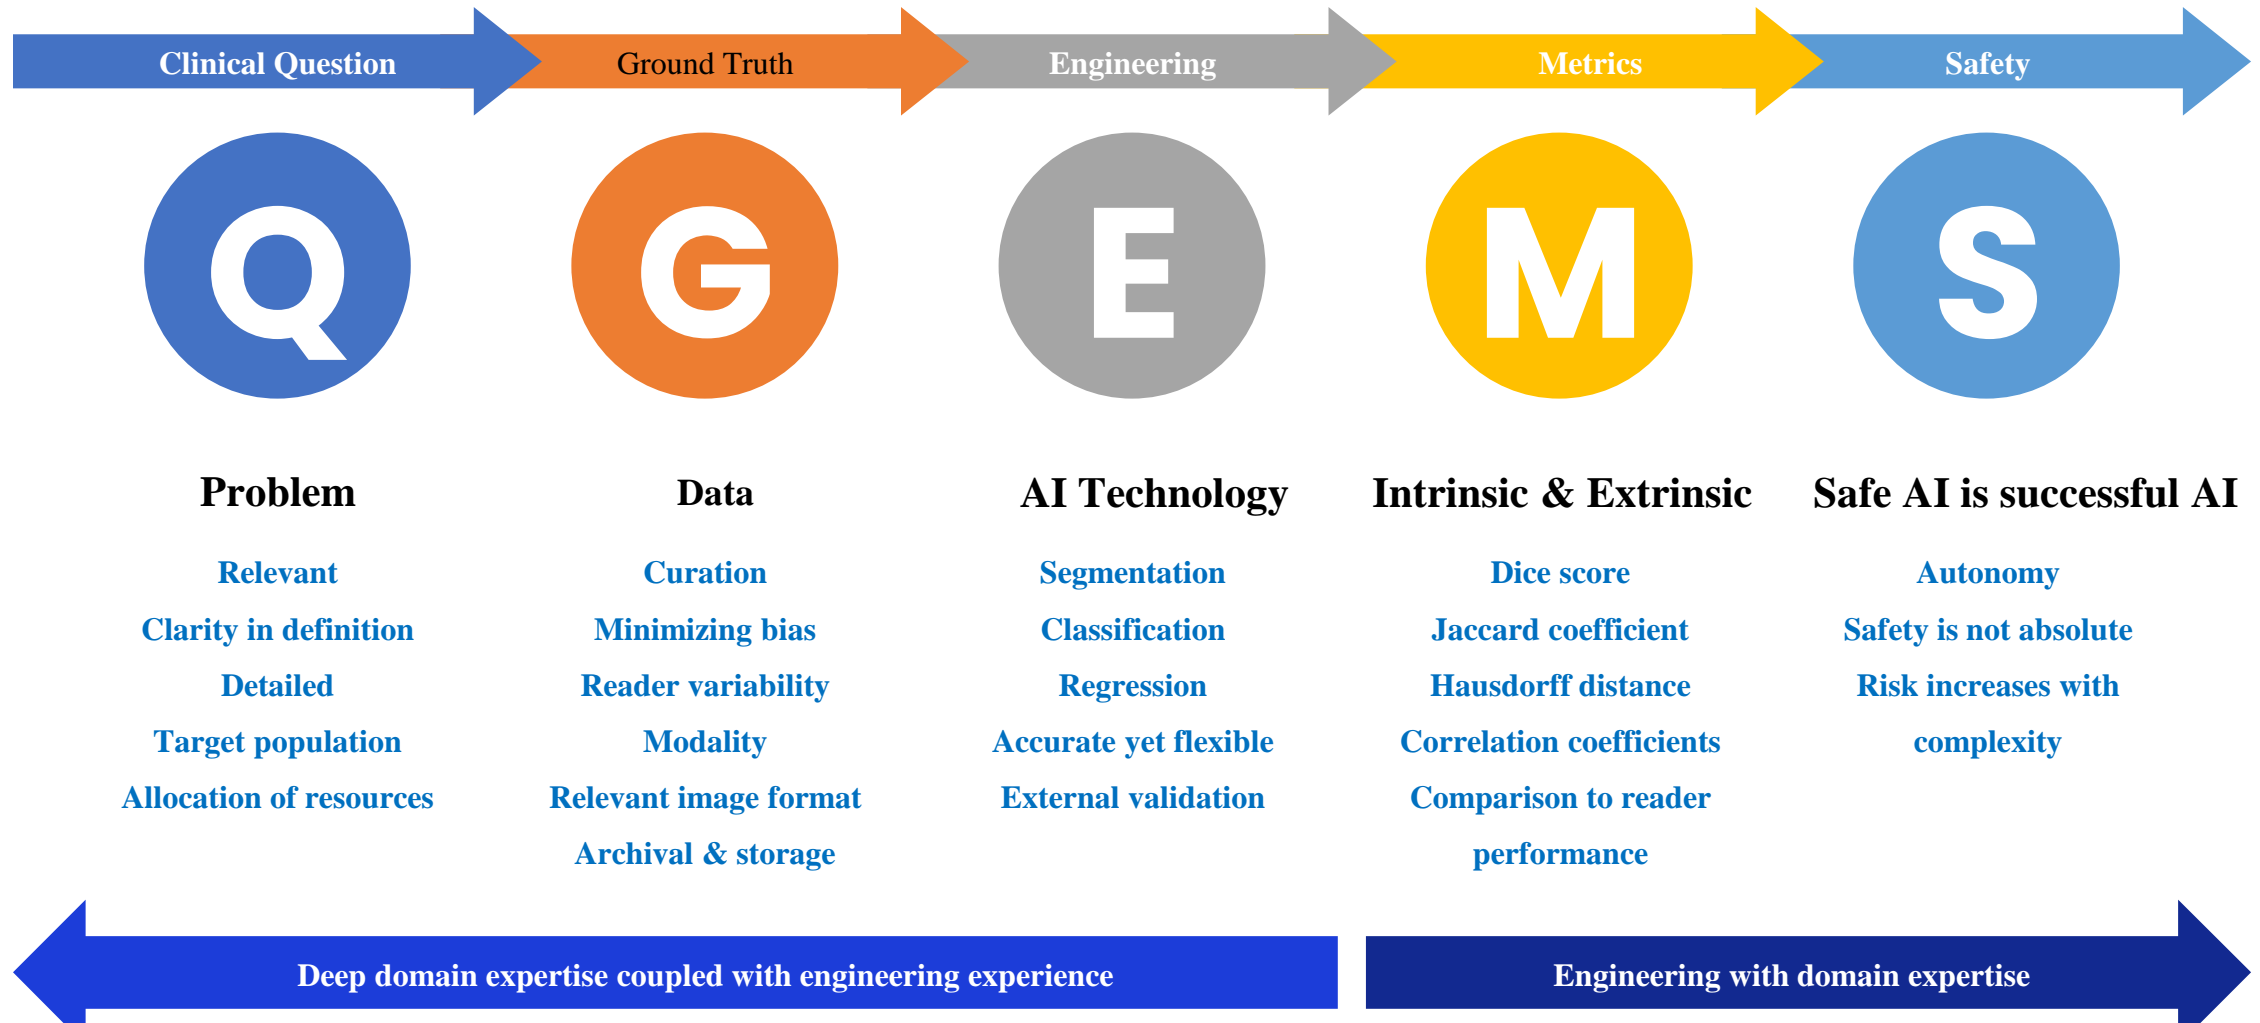 Clinical Question
Ground Truth
Engineering
Metrics
Safety
Q
G
E
M
S
Problem
Relevant
Clarity in definition
Detailed
Target population
Allocation of resources
Data
Curation
Minimizing bias
Reader variability
Modality
Relevant image format
Archival & storage
AI Technology
Segmentation
Classification
Regression
Accurate yet flexible
External validation
Intrinsic & Extrinsic
Dice score
Jaccard coefficient
Hausdorff distance
Correlation coefficients
Comparison to reader
performance
Safe AI is successful AI
Autonomy
Safety is not absolute
Risk increases with
complexity
Deep domain expertise coupled with engineering experience
Engineering with domain expertise